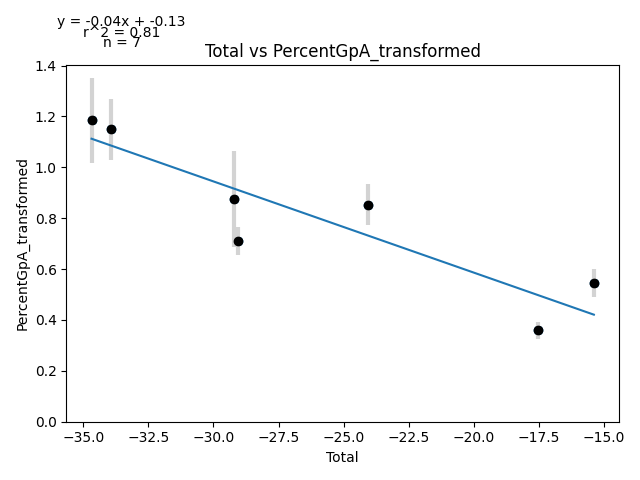 y = -0.04x + -0.13
r^2 = 0.81
n = 7
Total vs PercentGpA_transformed
PercentGpA_transformed
1.4
1.2
1.0
0.8
0.6
0.4
0.2
0.0
−35.0 −32.5 −30.0 −27.5 −25.0 −22.5 −20.0 −17.5 −15.0
Total